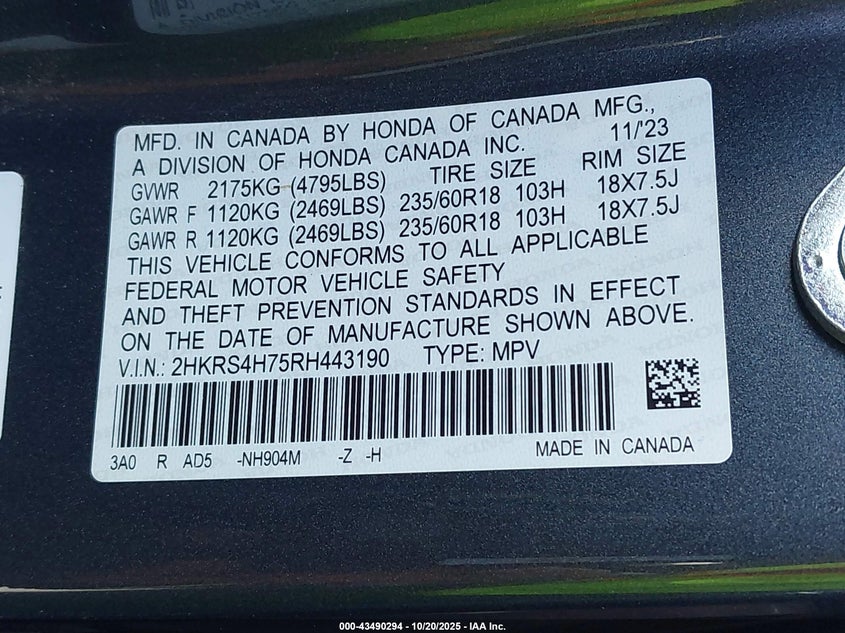 MFD. IN CANADA BY HONDA OF CANADA MFG.,
A DIVISION OF HONDA CANADA INC. 11/'23
GVWR 2175KG (4795LBS) TIRE SIZE RIM SIZE
GAWR F 1120KG (2469LBS) 235/60R18 103H 18X7.5J
GAWR R 1120KG (2469LBS) 235/60R18 103H 18X7.5J
THIS VEHICLE CONFORMS TO ALL APPLICABLE
FEDERAL MOTOR VEHICLE SAFETY
AND THEFT PREVENTION STANDARDS IN EFFECT
ON THE DATE OF MANUFACTURE SHOWN ABOVE.
V.I.N.: 2HKRS4H75RH443190 TYPE: MPV
3A0 R AD5 -NH904M -Z -H MADE IN CANADA
000-43490294 - 10/20/2025 - IAA Inc.